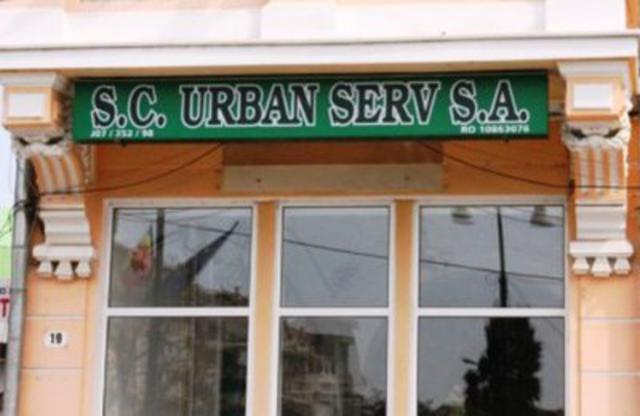 S.C. URBAN SERV S.A.
J07 / 252 / 98 RO 10863076
19
T